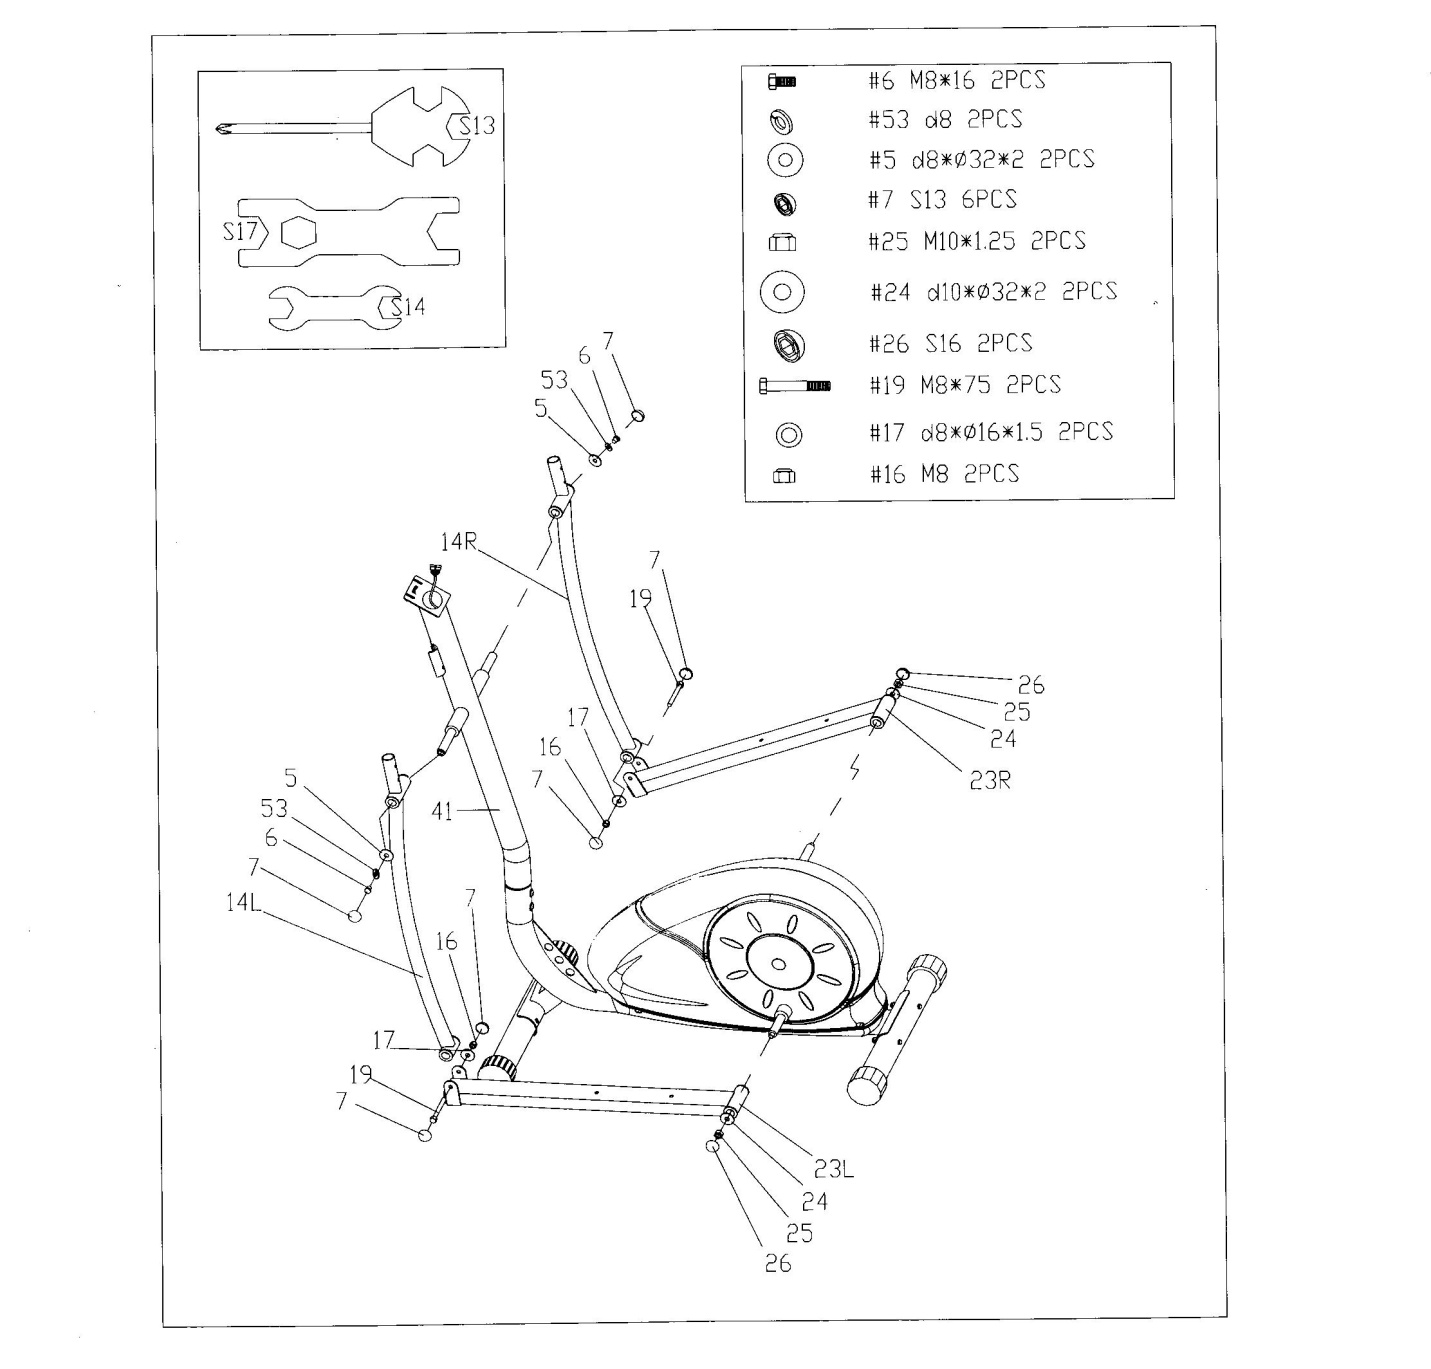 S13
S17
S14
#6 M8*16 2PCS
#53 d8 2PCS
#5 d8*Ø32*2 2PCS
#7 S13 6PCS
#25 M10*1.25 2PCS
#24 d10*Ø32*2 2PCS
#26 S16 2PCS
#19 M8*75 2PCS
#17 d8*Ø16*1.5 2PCS
#16 M8 2PCS
7
6
53
5
14R
7
19
26
25
24
23R
17
16
7
41
5
53
6
7
14L
7
16
17
19
7
23L
24
25
26